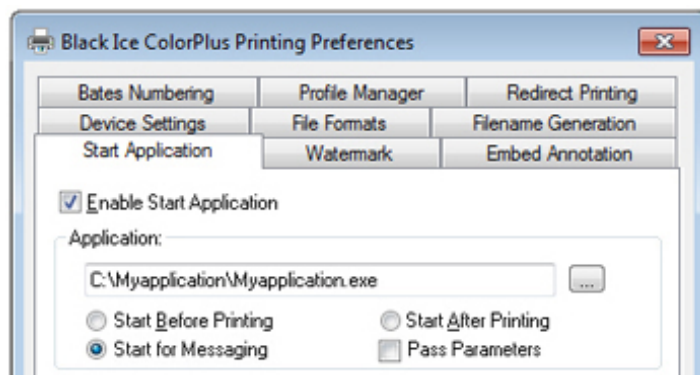 Black Ice ColorPlus Printing Preferences
Bates Numbering Profile Manager Redirect Printing
Device Settings File Formats Filename Generation
Start Application Watermark Embed Annotation
Enable Start Application
Application:
C:\Myapplication\Myapplication.exe ...
Start Before Printing Start After Printing
Start for Messaging Pass Parameters